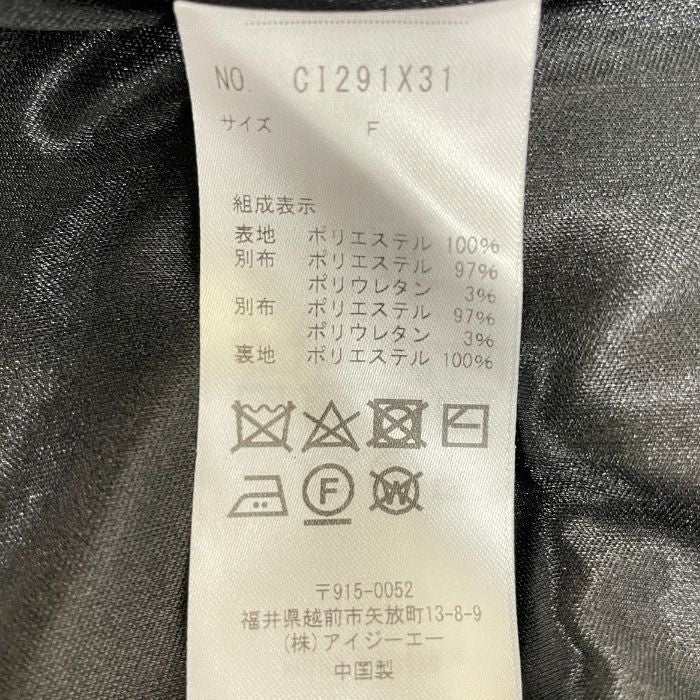 NO. CI291X31
サイズ F
組成表示
表地 ポリエステル 100%
別布 ポリエステル 97%
ポリウレタン 3%
別布 ポリエステル 97%
ポリウレタン 3%
裏地 ポリエステル 100%
F W
〒915-0052
福井県越前市矢放町13-8-9
(株)アイジーエー
中国製